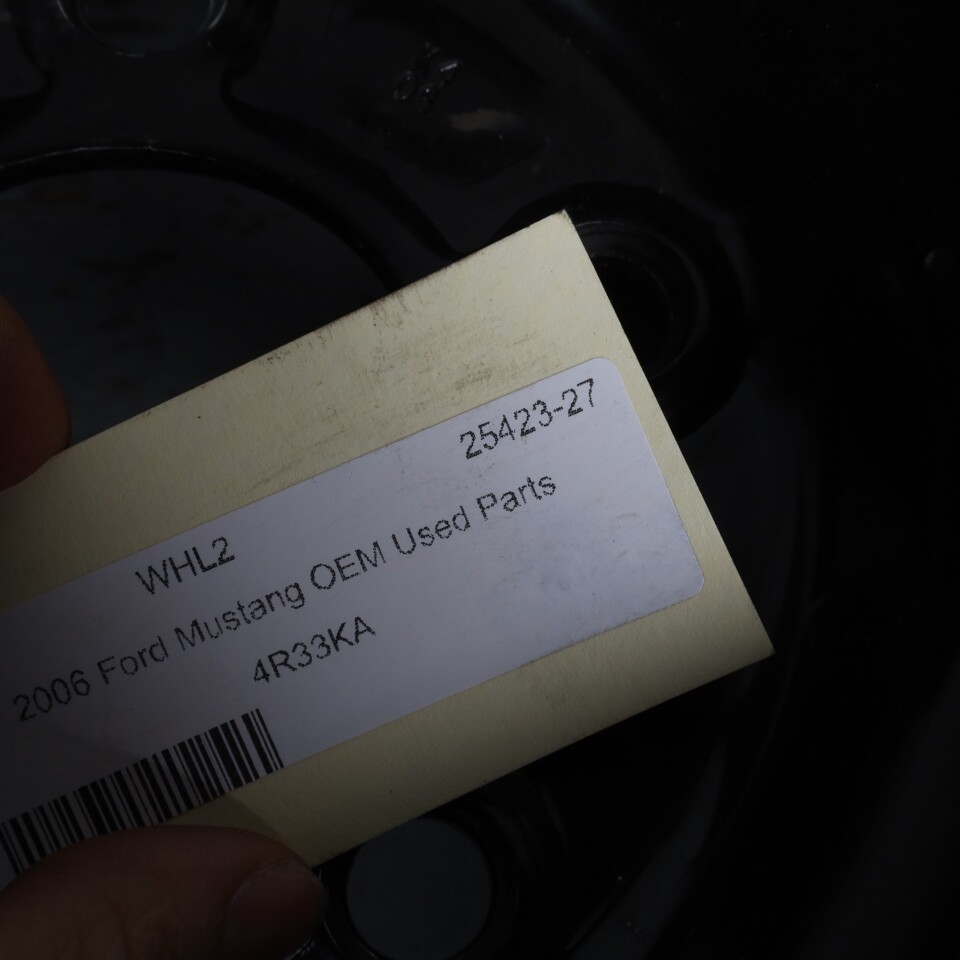 25423-27
WHL2
2006 Ford Mustang OEM Used Parts
4R33KA